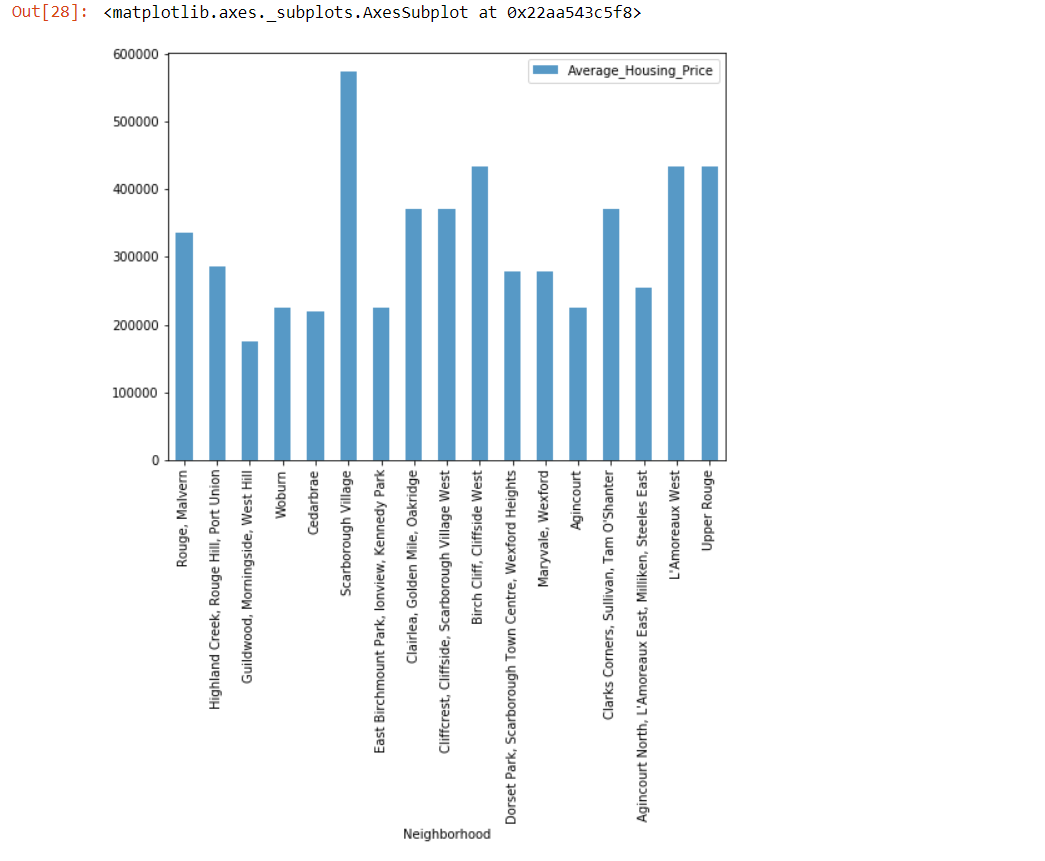 Out[28]: <matplotlib.axes._subplots.AxesSubplot at 0x22aa543c5f8>
600000
500000
400000
300000
200000
100000
0
Average_Housing_Price
Rouge, Malvern
Highland Creek, Rouge Hill, Port Union
Guildwood, Morningside, West Hill
Woburn
Cedarbrae
Scarborough Village
East Birchmount Park, Ionview, Kennedy Park
Clairlea, Golden Mile, Oakridge
Cliffcrest, Cliffside, Scarborough Village West
Birch Cliff, Cliffside West
Dorset Park, Scarborough Town Centre, Wexford Heights
Maryvale, Wexford
Agincourt
Clarks Corners, Sullivan, Tam O'Shanter
Agincourt North, L'Amoreaux East, Milliken, Steeles East
L'Amoreaux West
Upper Rouge
Neighborhood